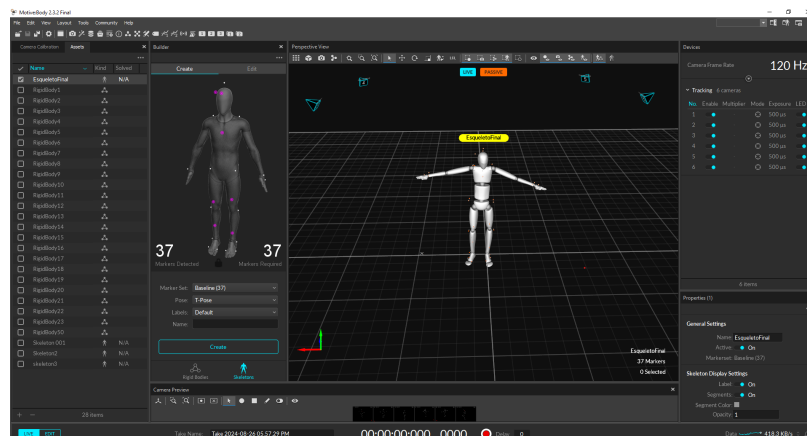 MotiveBody 2.3.2 Final
File Edit View Layout Tools Community Help
Camera Calibration Assets
Name Kind Solved
EsqueletoFinal N/A
RigidBody1
RigidBody2
RigidBody3
RigidBody4
RigidBody5
RigidBody6
RigidBody7
RigidBody8
RigidBody9
RigidBody10
RigidBody11
RigidBody12
RigidBody13
RigidBody14
RigidBody15
RigidBody16
RigidBody17
RigidBody18
RigidBody19
RigidBody20
RigidBody21
RigidBody22
RigidBody23
RigidBody50
Skeleton 001 N/A
Skeleton2 N/A
skeleton3 N/A
28 items
Builder
Create Edit
37 37
Markers Detected Markers Required
Marker Set: Baseline (37)
Pose: T-Pose
Labels: Default
Name:
Create
Rigid Bodies Skeletons
Perspective View
LIVE PASSIVE
EsqueletoFinal
EsqueletoFinal
37 Markers
0 Selected
Camera Preview
Devices
Camera Frame Rate 120 Hz
Tracking 6 cameras
No. Enable Multiplier Mode Exposure LED
1 500 µs
2 500 µs
3 500 µs
4 500 µs
5 500 µs
6 500 µs
6 items
Properties (1)
General Settings
Name EsqueletoFinal
Active On
Markerset Baseline (37)
Skeleton Display Settings
Label On
Segments On
Segment Color
Opacity 1
LIVE EDIT Take Name: Take 2024-08-26 05.57.29 PM 00:00:00:000 0000 Delay 0 Data 418.3 KB/s